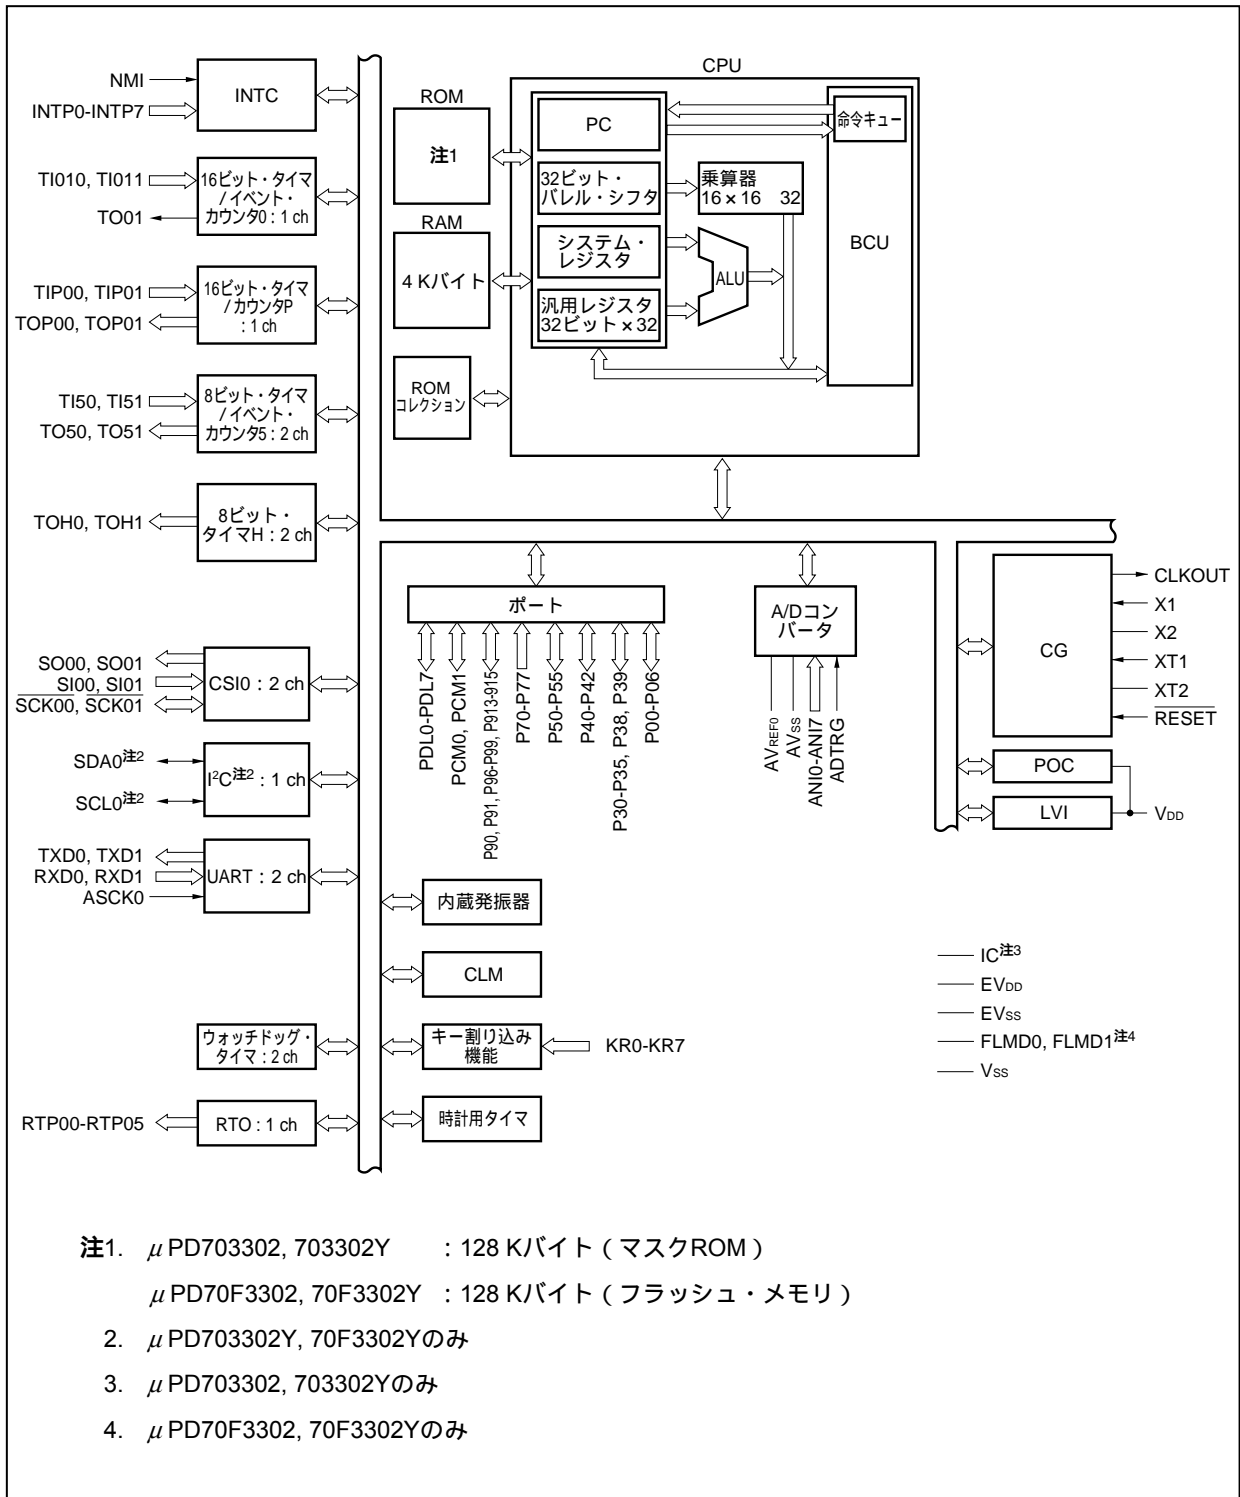 NMI
INTP0-INTP7
INTC
TI010, TI011
TO01
16ビット・タイマ
/イベント・
カウンタ0：1 ch
TIP00, TIP01
TOP00, TOP01
16ビット・タイマ
/カウンタP
：1 ch
TI50, TI51
TO50, TO51
8ビット・タイマ
/イベント・
カウンタ5：2 ch
TOH0, TOH1
8ビット・
タイマH：2 ch
SO00, SO01
SI00, SI01
SCK00, SCK01
CSI0：2 ch
SDA0注2
SCL0注2
I²C注2：1 ch
TXD0, TXD1
RXD0, RXD1
ASCK0
UART：2 ch
ウォッチドッグ・
タイマ：2 ch
RTP00-RTP05
RTO：1 ch
ROM
注1
RAM
4 Kバイト
ROM
コレクション
CPU
PC
32ビット・
バレル・シフタ
システム・
レジスタ
汎用レジスタ
32ビット×32
乗算器
16×16 32
ALU
命令キュー
BCU
ポート
PDL0-PDL7
PCM0, PCM1
P90, P91, P96-P99, P913-915
P70-P77
P50-P55
P40-P42
P30-P35, P38, P39
P00-P06
A/Dコン
バータ
AVREF0
AVSS
ANI0-ANI7
ADTRG
CG
CLKOUT
X1
X2
XT1
XT2
RESET
POC
LVI
VDD
内蔵発振器
CLM
キー割り込み
機能
KR0-KR7
時計用タイマ
IC注3
EVDD
EVSS
FLMD0, FLMD1注4
VSS
注1. μPD703302, 703302Y ：128 Kバイト（マスクROM）
μPD70F3302, 70F3302Y ：128 Kバイト（フラッシュ・メモリ）
2. μPD703302Y, 70F3302Yのみ
3. μPD703302, 703302Yのみ
4. μPD70F3302, 70F3302Yのみ